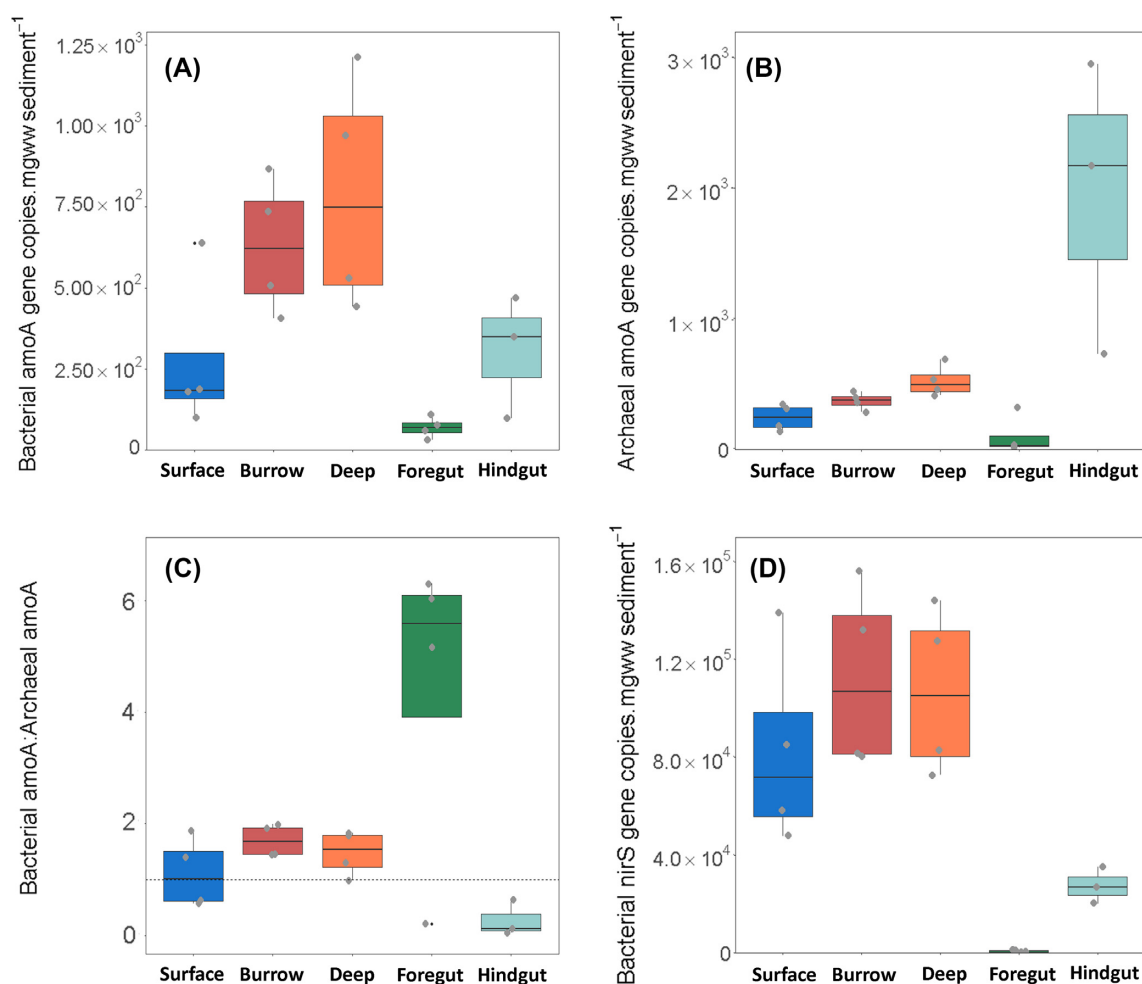 Bacterial amoA gene copies.mgww sediment⁻¹
(A)
1.25 × 10³
1.00 × 10³
7.50 × 10²
5.00 × 10²
2.50 × 10²
0
Surface Burrow Deep Foregut Hindgut
Archaeal amoA gene copies.mgww sediment⁻¹
(B)
3 × 10³
2 × 10³
1 × 10³
0
Surface Burrow Deep Foregut Hindgut
Bacterial amoA:Archaeal amoA
(C)
6
4
2
0
Surface Burrow Deep Foregut Hindgut
Bacterial nirS gene copies.mgww sediment⁻¹
(D)
1.6 × 10⁵
1.2 × 10⁵
8.0 × 10⁴
4.0 × 10⁴
0
Surface Burrow Deep Foregut Hindgut